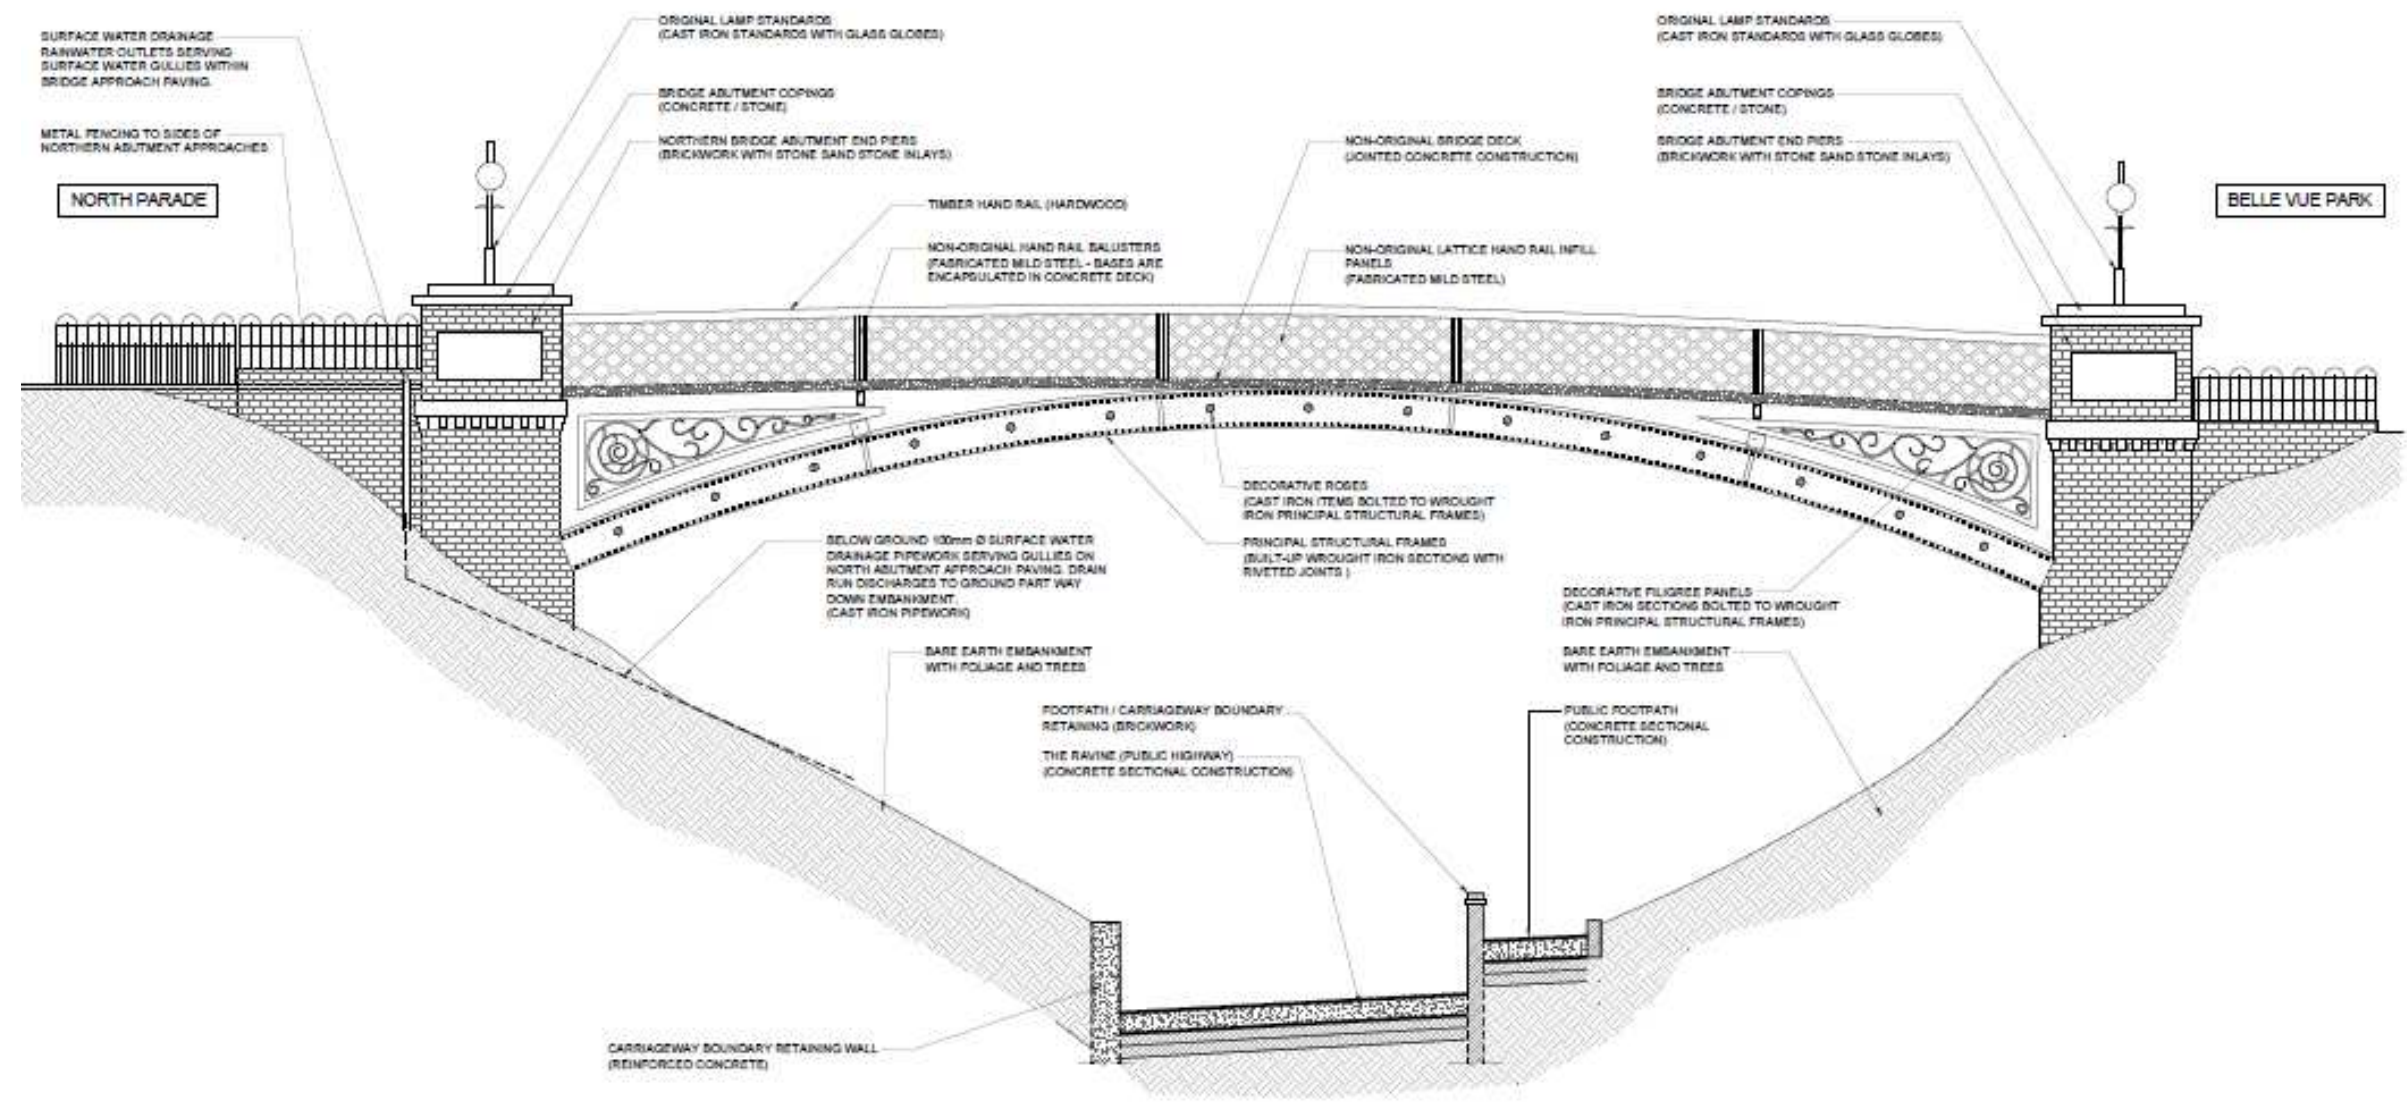 SURFACE WATER DRAINAGE
RAINWATER OUTLETS SERVING
SURFACE WATER GULLIES WITHIN
BRIDGE APPROACH PAVING.
METAL FENCING TO SIDES OF
NORTHERN ABUTMENT APPROACHES
NORTH PARADE
ORIGINAL LAMP STANDARDS
(CAST IRON STANDARDS WITH GLASS GLOBES)
BRIDGE ABUTMENT COPINGS
(CONCRETE / STONE)
NORTHERN BRIDGE ABUTMENT END PIERS
(BRICKWORK WITH STONE SAND STONE INLAYS)
TIMBER HAND RAIL (HARDWOOD)
NON-ORIGINAL HAND RAIL BALUSTERS
(FABRICATED MILD STEEL - BASES ARE
ENCAPSULATED IN CONCRETE DECK)
NON-ORIGINAL BRIDGE DECK
(JOINTED CONCRETE CONSTRUCTION)
NON-ORIGINAL LATTICE HAND RAIL INFILL
PANELS
(FABRICATED MILD STEEL)
ORIGINAL LAMP STANDARDS
(CAST IRON STANDARDS WITH GLASS GLOBES)
BRIDGE ABUTMENT COPINGS
(CONCRETE / STONE)
BRIDGE ABUTMENT END PIERS
(BRICKWORK WITH STONE SAND STONE INLAYS)
BELLE VUE PARK
DECORATIVE ROSES
(CAST IRON ITEMS BOLTED TO WROUGHT
IRON PRINCIPAL STRUCTURAL FRAMES)
PRINCIPAL STRUCTURAL FRAMES
(BUILT-UP WROUGHT IRON SECTIONS WITH
RIVETED JOINTS )
BELOW GROUND 100mm Ø SURFACE WATER
DRAINAGE PIPEWORK SERVING GULLIES ON
NORTH ABUTMENT APPROACH PAVING. DRAIN
RUN DISCHARGES TO GROUND PART WAY
DOWN EMBANKMENT.
(CAST IRON PIPEWORK)
DECORATIVE FILIGREE PANELS
(CAST IRON SECTIONS BOLTED TO WROUGHT
IRON PRINCIPAL STRUCTURAL FRAMES)
BARE EARTH EMBANKMENT
WITH FOLIAGE AND TREES
BARE EARTH EMBANKMENT
WITH FOLIAGE AND TREES
FOOTPATH / CARRIAGEWAY BOUNDARY
RETAINING (BRICKWORK)
THE RAVINE (PUBLIC HIGHWAY)
(CONCRETE SECTIONAL CONSTRUCTION)
PUBLIC FOOTPATH
(CONCRETE SECTIONAL
CONSTRUCTION)
CARRIAGEWAY BOUNDARY RETAINING WALL
(REINFORCED CONCRETE)